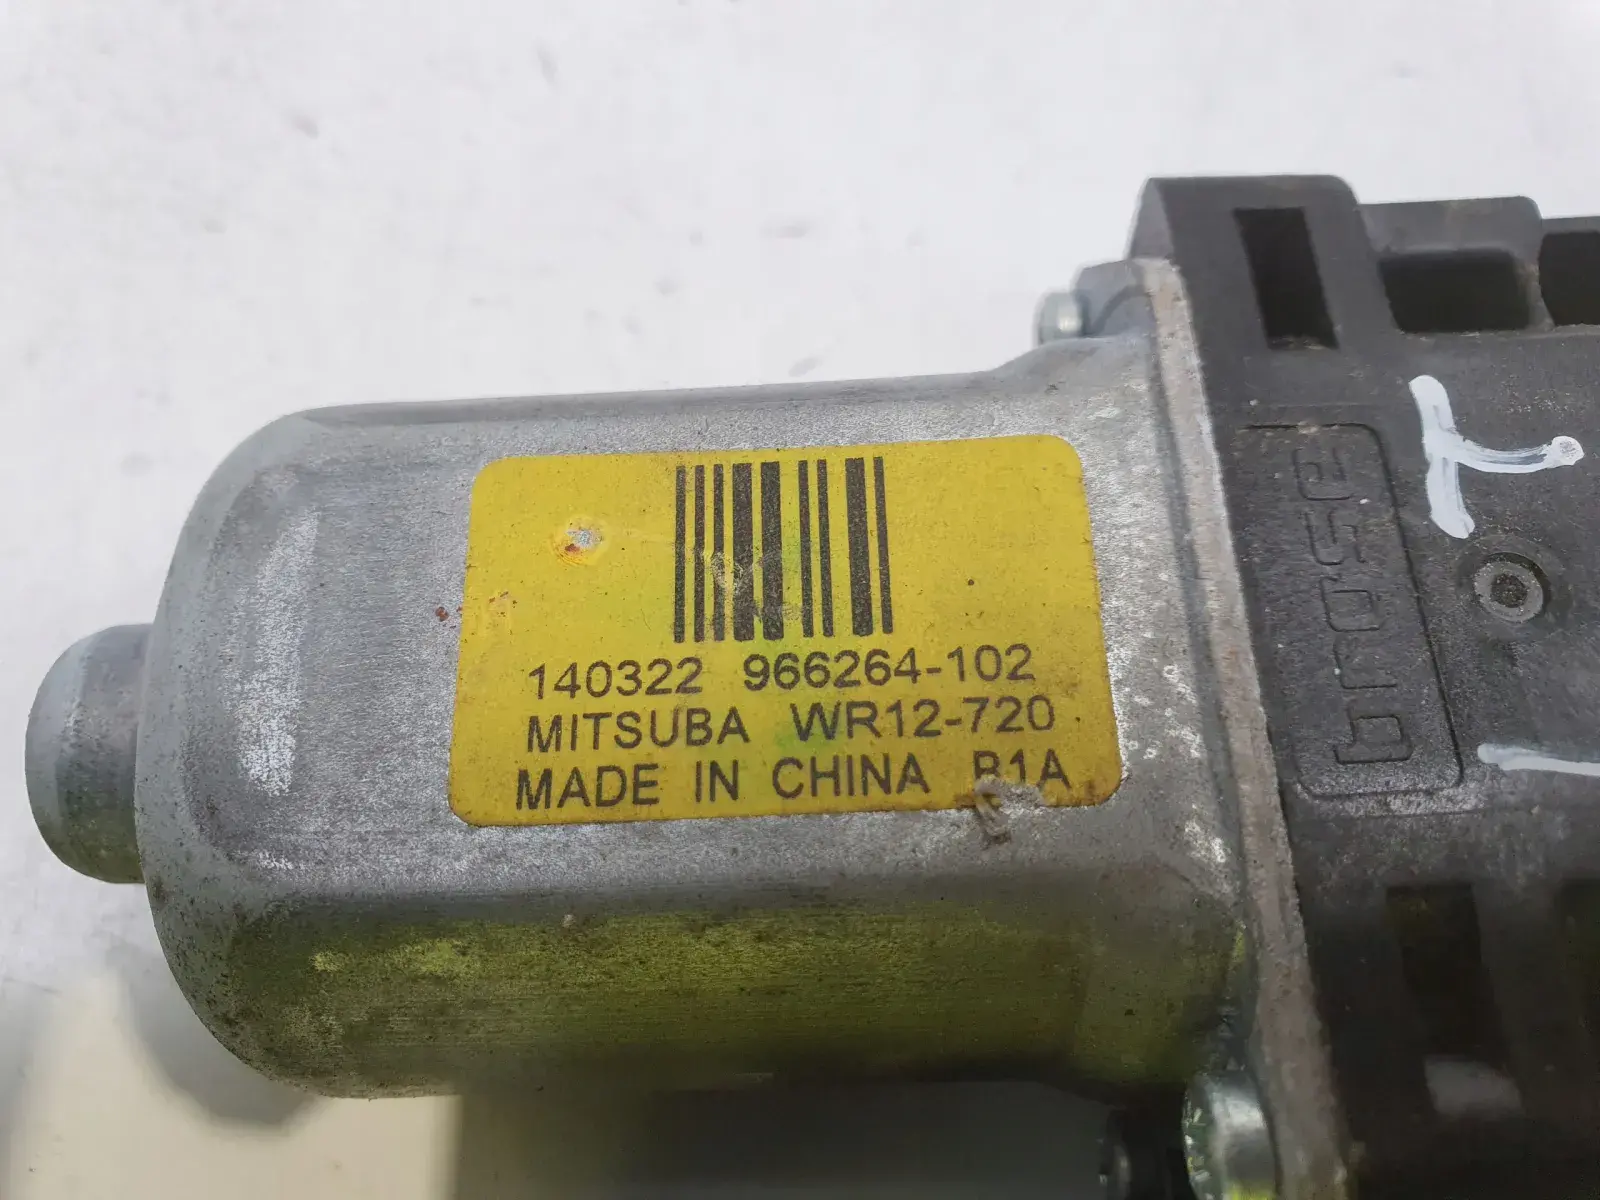 140322 966264-102
MITSUBA WR12-720
MADE IN CHINA B1A
brose